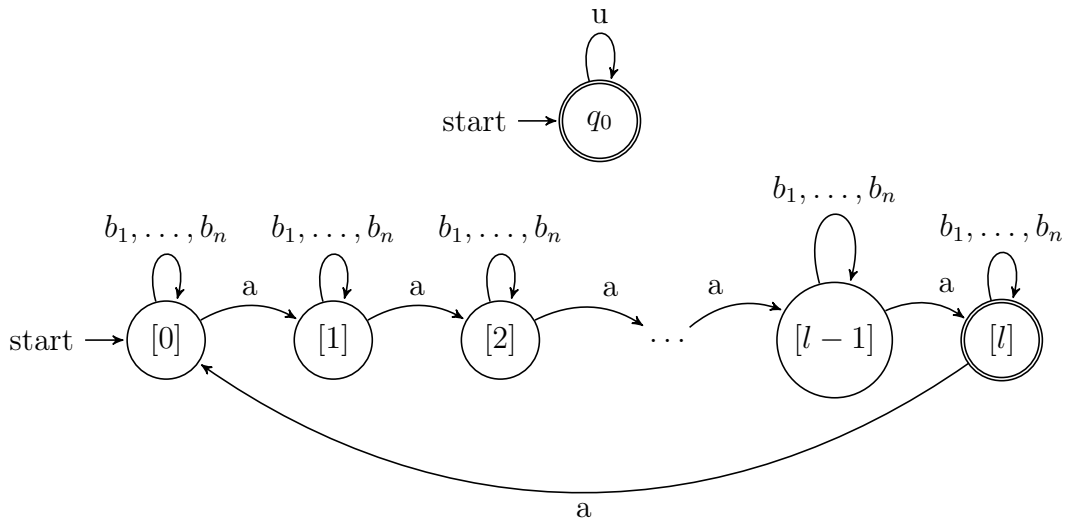 u
start q₀
b₁, . . . , bₙ
b₁, . . . , bₙ b₁, . . . , bₙ b₁, . . . , bₙ b₁, . . . , bₙ
a a a a a
start [0] [1] [2] . . . [l − 1] [l]
a